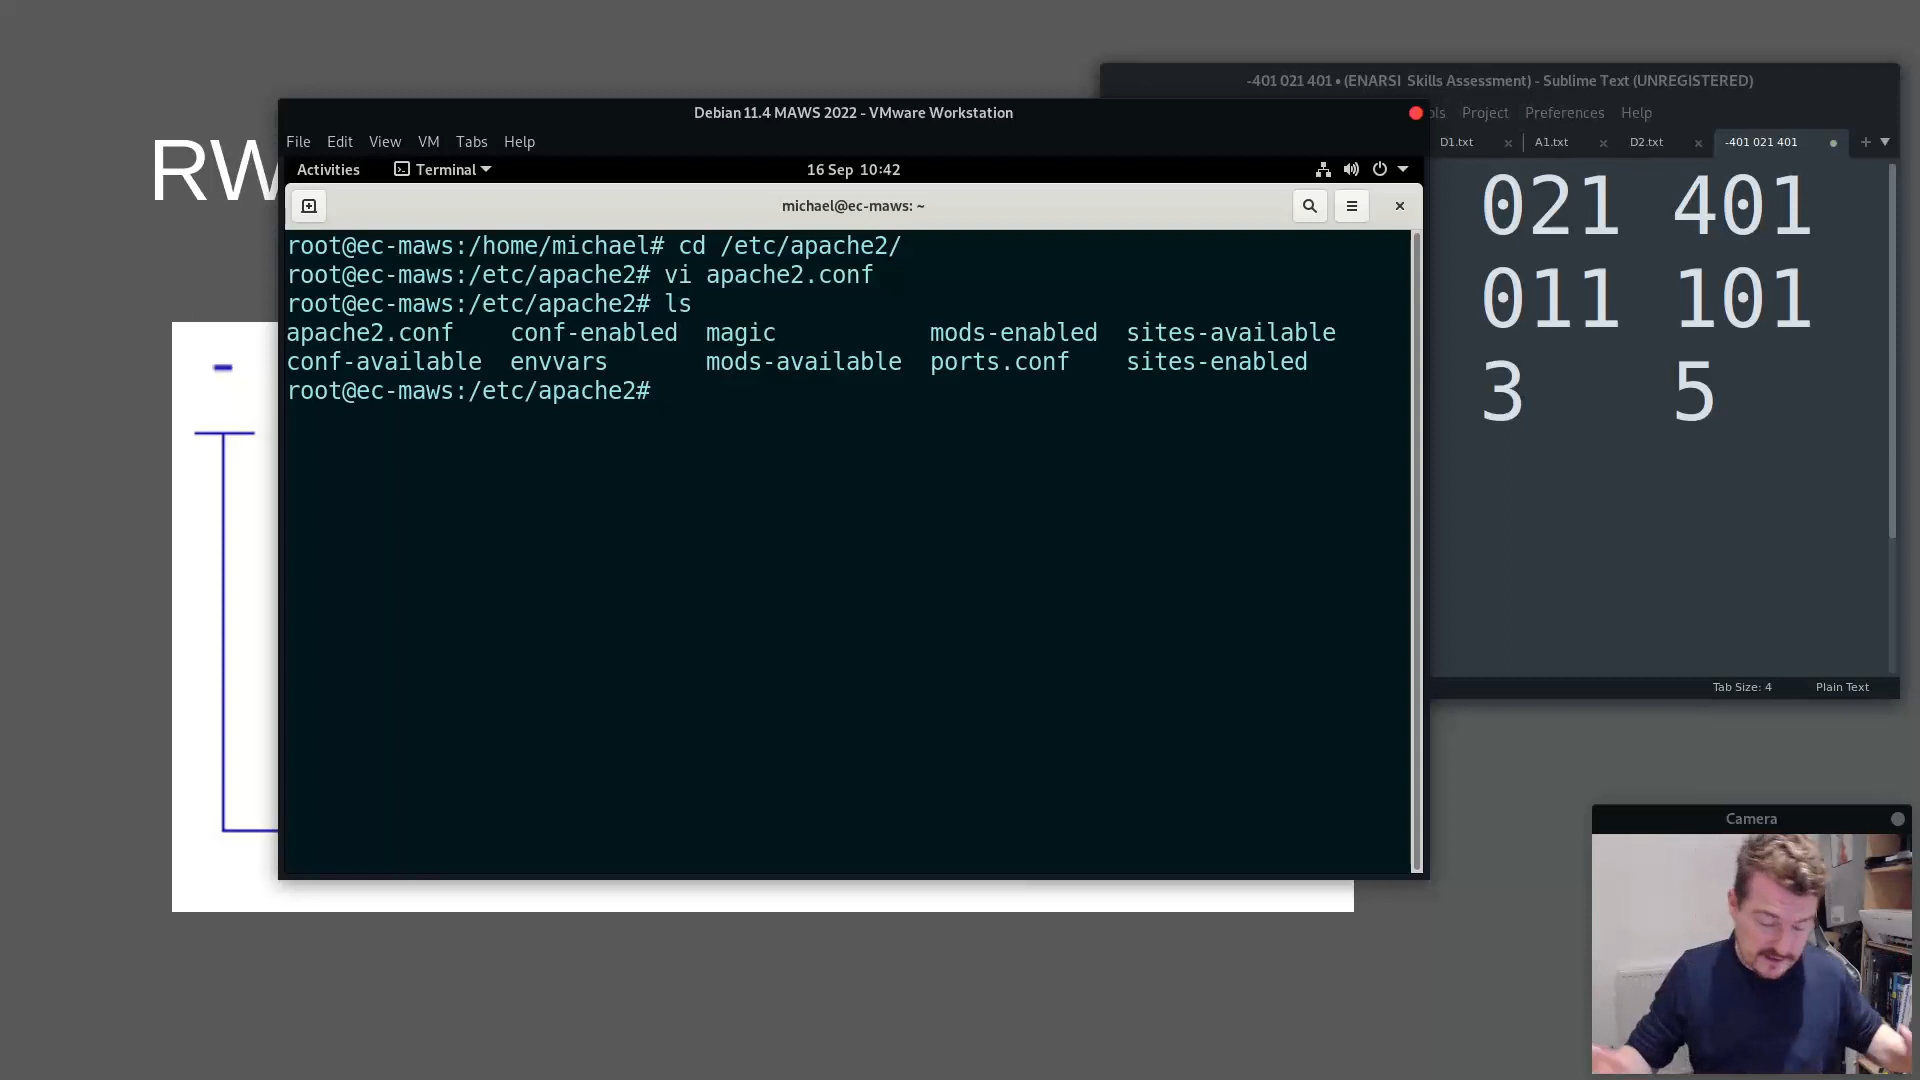 RW
-401 021 401 • (ENARSI Skills Assessment) - Sublime Text (UNREGISTERED)
Project Preferences Help
D1.txt A1.txt D2.txt -401 021 401
021 401
011 101
3 5
Tab Size: 4 Plain Text
Debian 11.4 MAWS 2022 - VMware Workstation
File Edit View VM Tabs Help
Activities Terminal 16 Sep 10:42
michael@ec-maws: ~
root@ec-maws:/home/michael# cd /etc/apache2/
root@ec-maws:/etc/apache2# vi apache2.conf
root@ec-maws:/etc/apache2# ls
apache2.conf conf-enabled magic mods-enabled sites-available
conf-available envvars mods-available ports.conf sites-enabled
root@ec-maws:/etc/apache2#
-
Camera